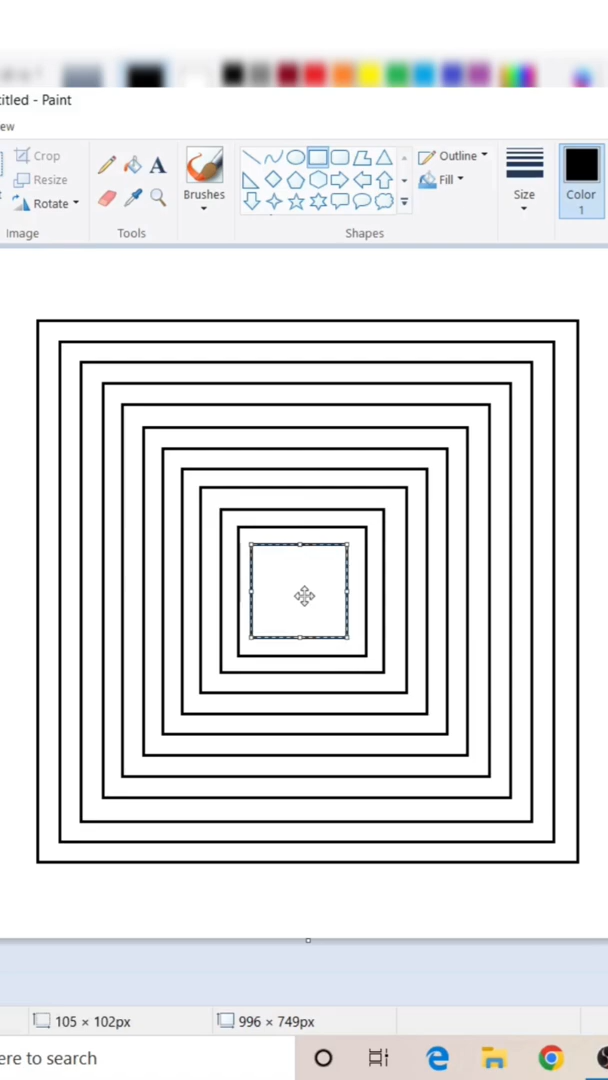 titled - Paint
ew
Crop
Resize
Rotate
Image
A
Tools
Brushes
Shapes
Outline
Fill
Size
Color
1
105 × 102px
996 × 749px
ere to search